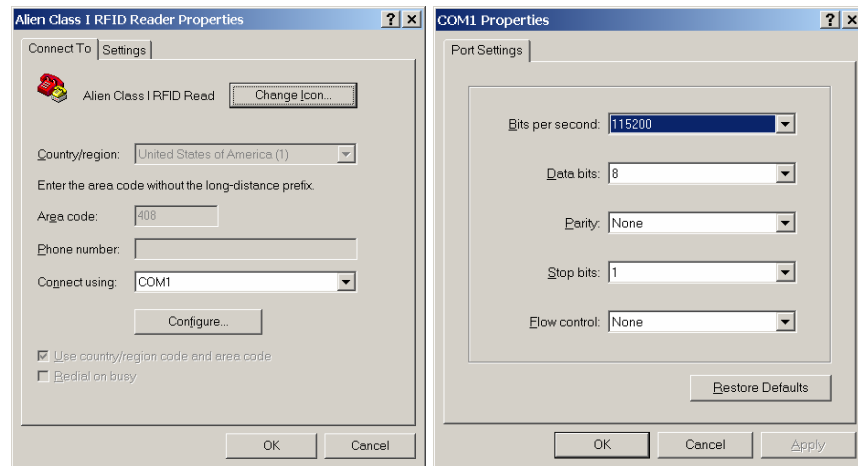 Alien Class I RFID Reader Properties
Connect To
Settings
Alien Class I RFID Read
Change Icon...
Country/region:
United States of America (1)
Enter the area code without the long-distance prefix.
Area code:
408
Phone number:
Connect using:
COM1
Configure...
Use country/region code and area code
Redial on busy
OK
Cancel
COM1 Properties
Port Settings
Bits per second:
115200
Data bits:
8
Parity:
None
Stop bits:
1
Flow control:
None
Restore Defaults
OK
Cancel
Apply